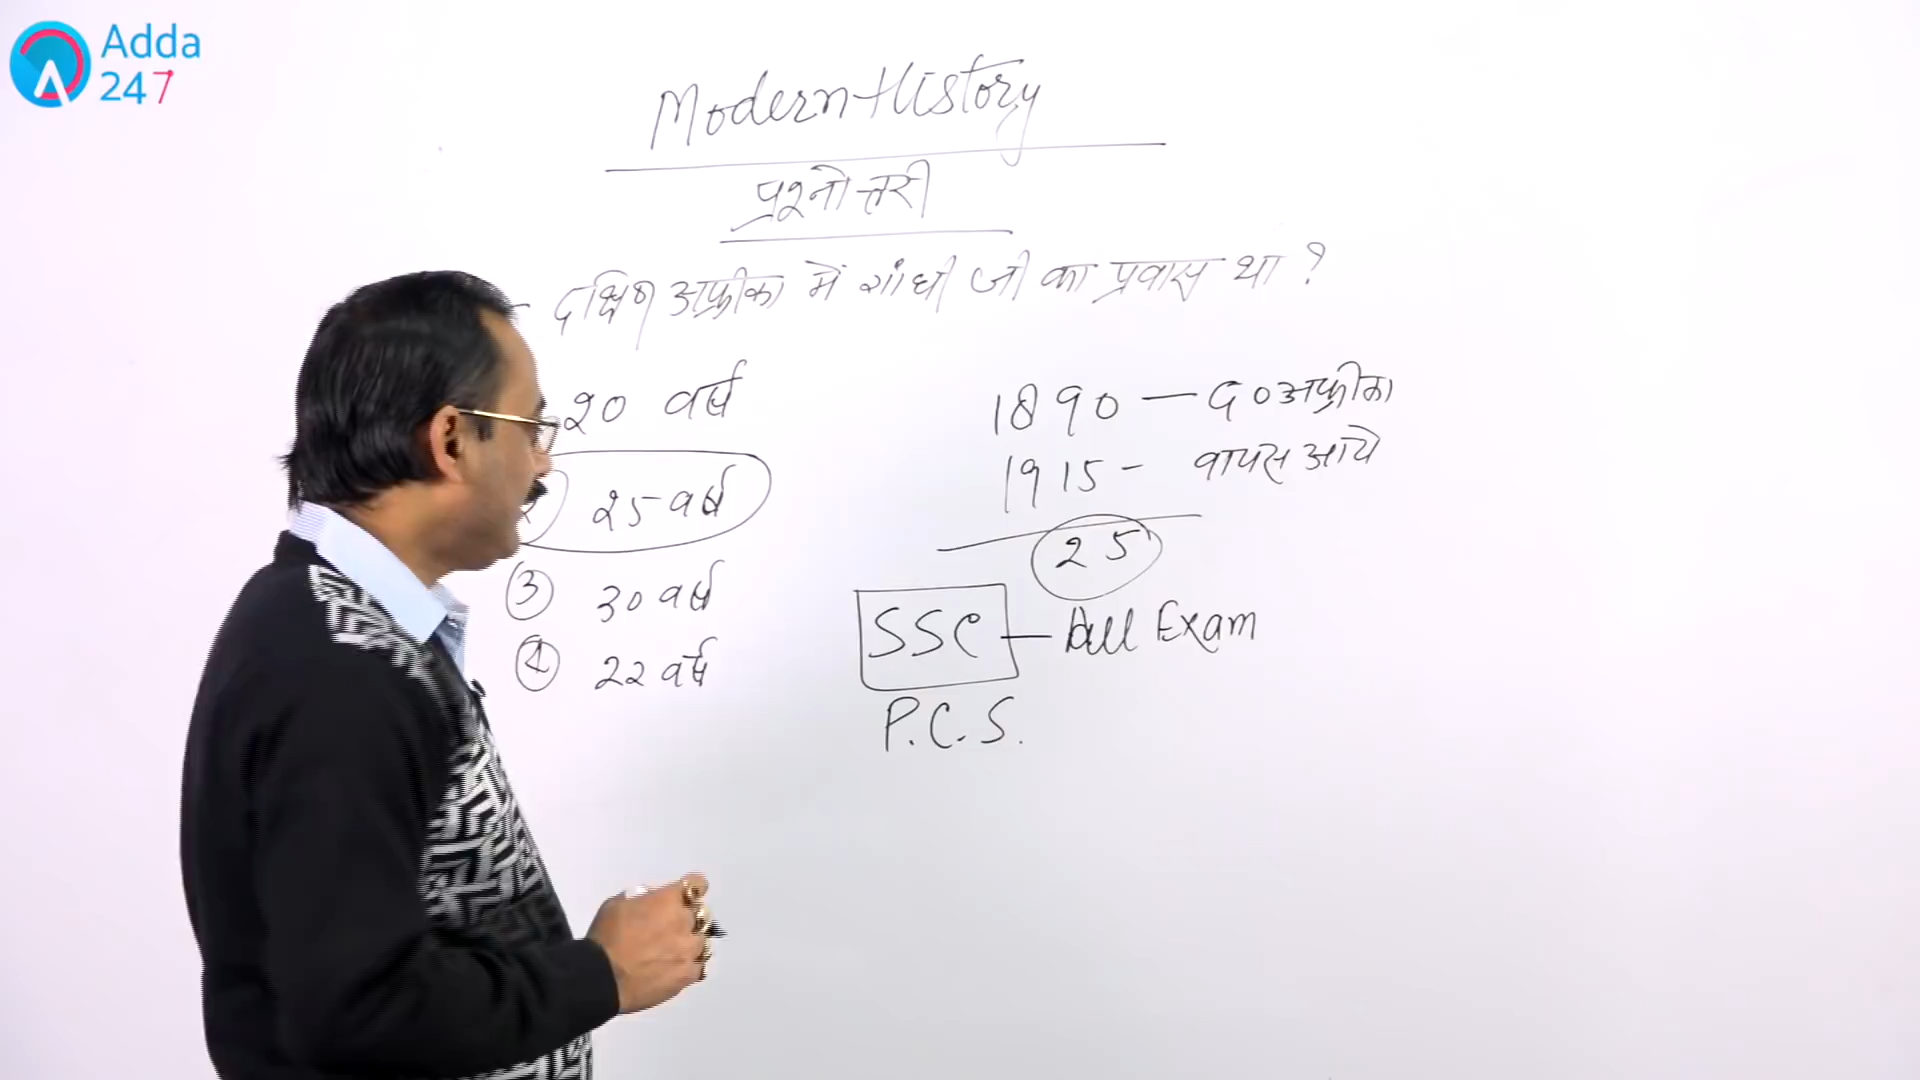 Adda
247
Modern History
प्रश्नोत्तरी
- दक्षिण अफ्रीका में गांधी जी का प्रवास था ?
20 वर्ष
25 वर्ष
③ 30 वर्ष
④ 22 वर्ष
1890 — द० अफ्रीका
1915 - वापस आये
25
SSC — All Exam
P.C.S.